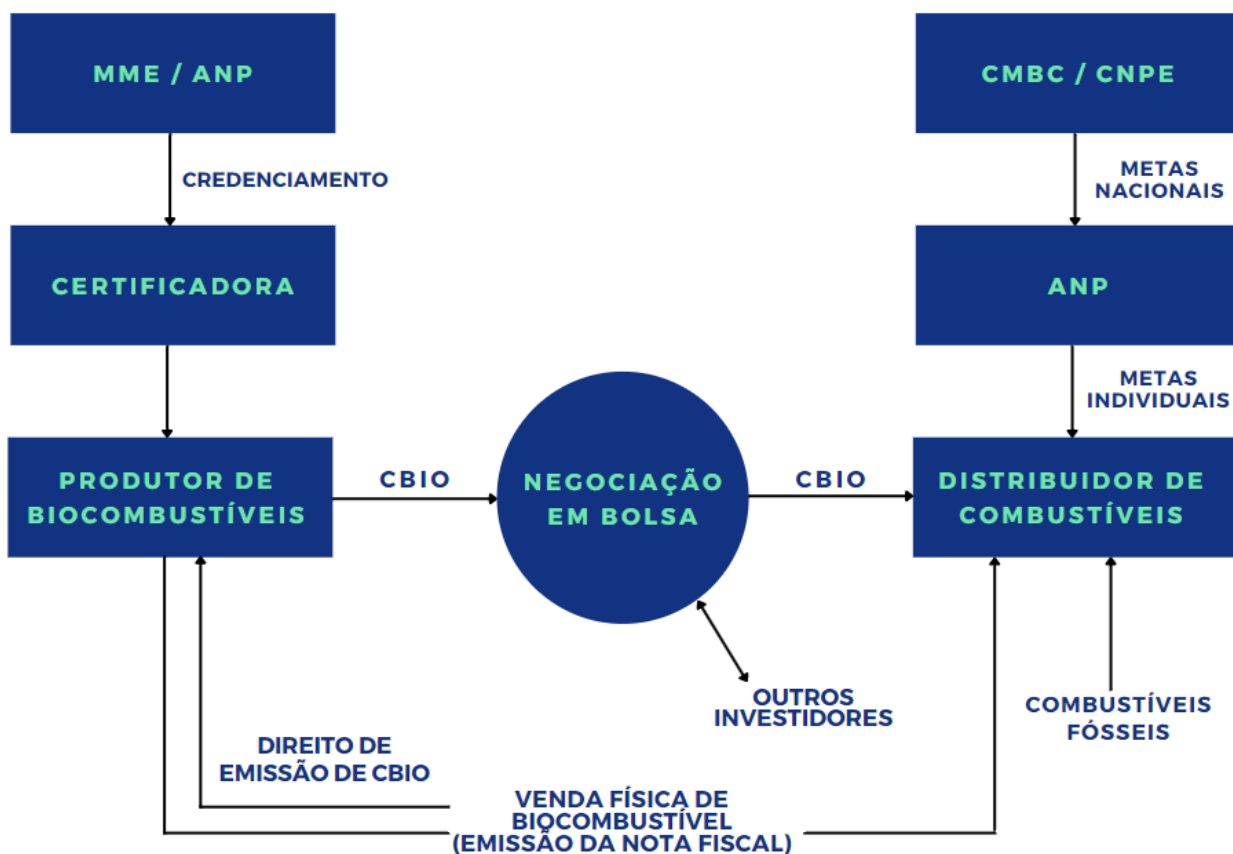 MME / ANP
CMBC / CNPE
CREDENCIAMENTO
METAS
NACIONAIS
CERTIFICADORA
ANP
METAS
INDIVIDUAIS
PRODUTOR DE
BIOCOMBUSTÍVEIS
CBIO
NEGOCIAÇÃO
EM BOLSA
CBIO
DISTRIBUIDOR DE
COMBUSTÍVEIS
OUTROS
INVESTIDORES
COMBUSTÍVEIS
FÓSSEIS
DIREITO DE
EMISSÃO DE CBIO
VENDA FÍSICA DE
BIOCOMBUSTÍVEL
(EMISSÃO DA NOTA FISCAL)